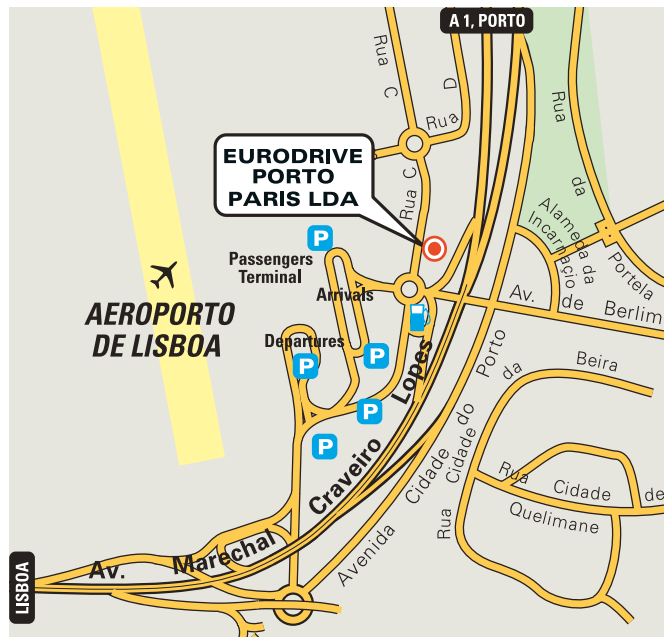 A 1, PORTO
Rua C
Rua D
Rua da
EURODRIVE
PORTO
PARIS LDA
Rua C
Alameda da
Incarnaçio
Portela
P
Passengers
Terminal
Arrivals
AEROPORTO
DE LISBOA
Departures
P
P
P
P
Av. de Berlim
Av. Marechal Craveiro Lopes
Avenida Cidade do Porto
Rua Cidade da Beira
Rua Cidade de
Quelimane
LISBOA